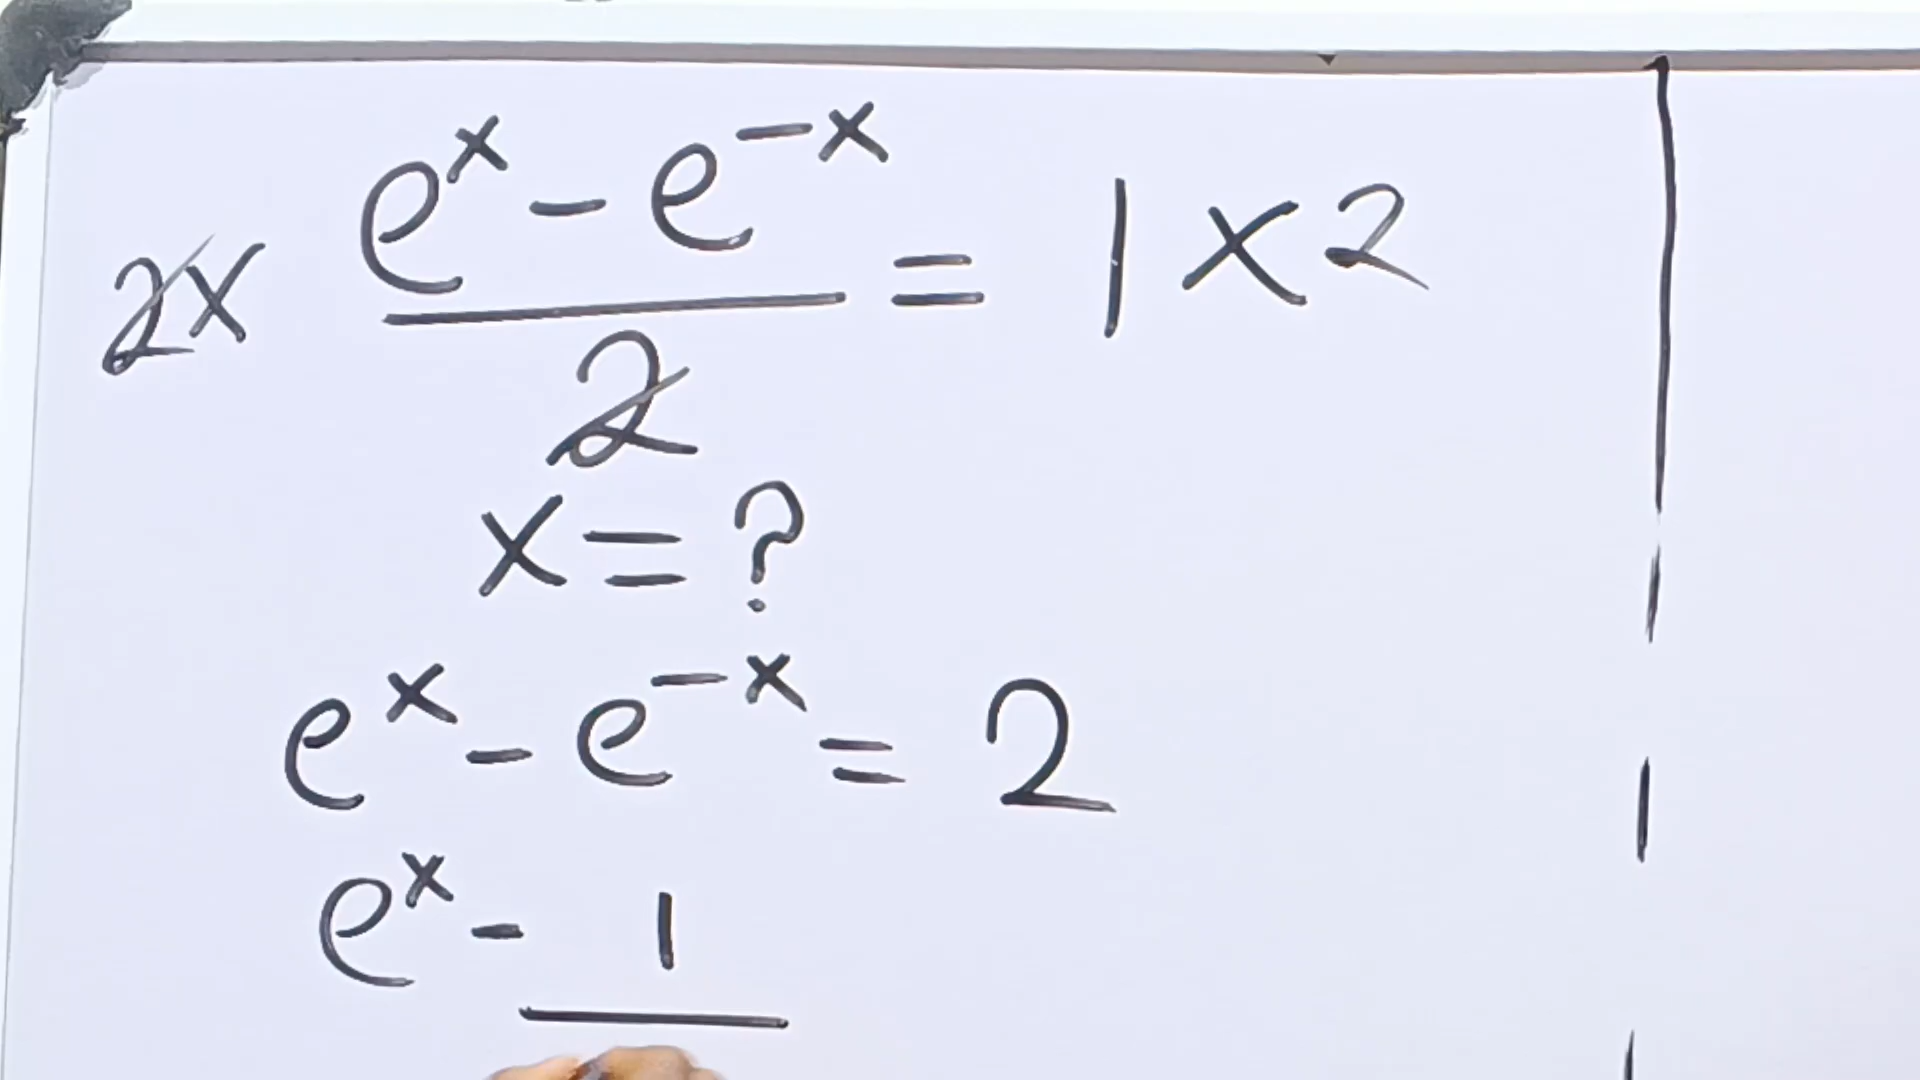 2x (e^x - e^-x)/2 = 1 x 2
x = ?
e^x - e^-x = 2
e^x - 1/